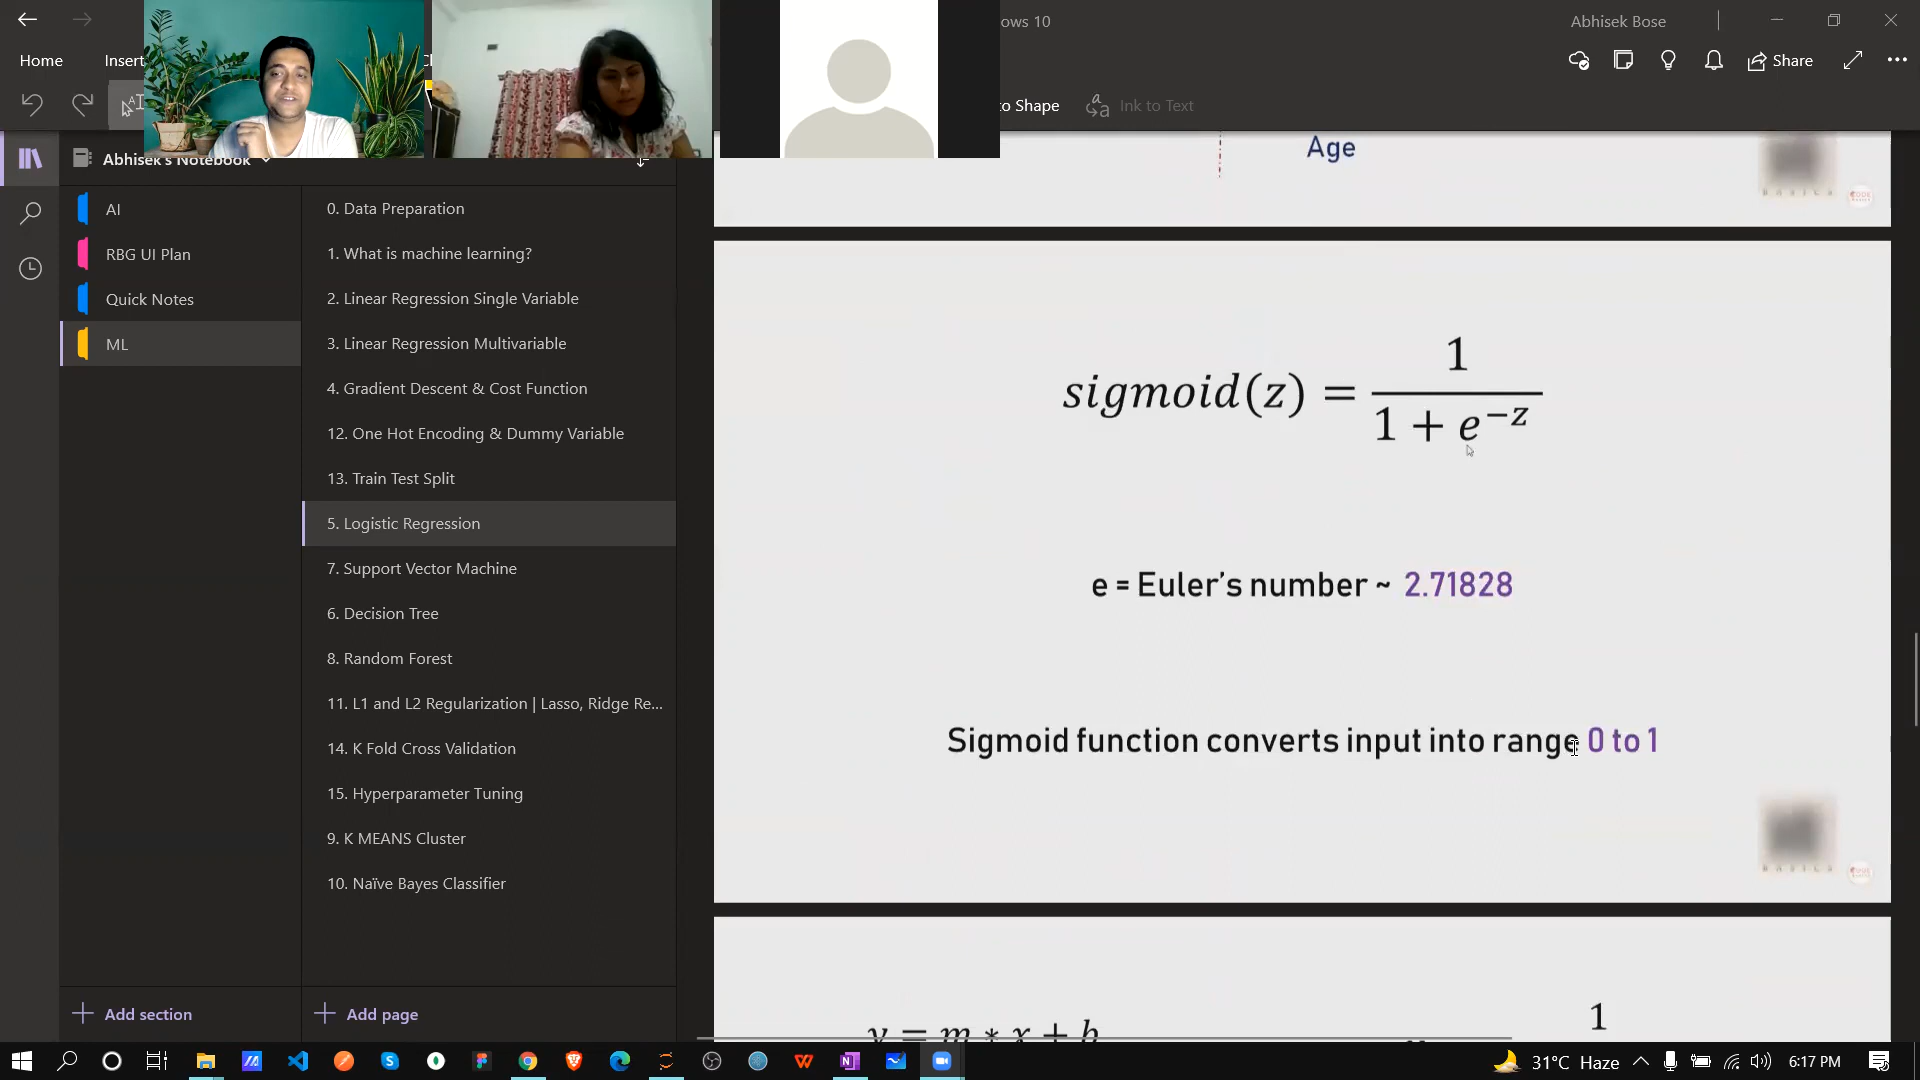 ows 10
Abhisek Bose
Home
Insert
Share
to Shape
Ink to Text
Abhisek's Notebook
AI
RBG UI Plan
Quick Notes
ML
0. Data Preparation
1. What is machine learning?
2. Linear Regression Single Variable
3. Linear Regression Multivariable
4. Gradient Descent & Cost Function
12. One Hot Encoding & Dummy Variable
13. Train Test Split
5. Logistic Regression
7. Support Vector Machine
6. Decision Tree
8. Random Forest
11. L1 and L2 Regularization | Lasso, Ridge Re...
14. K Fold Cross Validation
15. Hyperparameter Tuning
9. K MEANS Cluster
10. Naïve Bayes Classifier
Add section
Add page
Age
sigmoid(z) = 1 / (1 + e^−z)
e = Euler's number ~ 2.71828
Sigmoid function converts input into range 0 to 1
y = m ∗ x + b
1
31°C Haze
6:17 PM